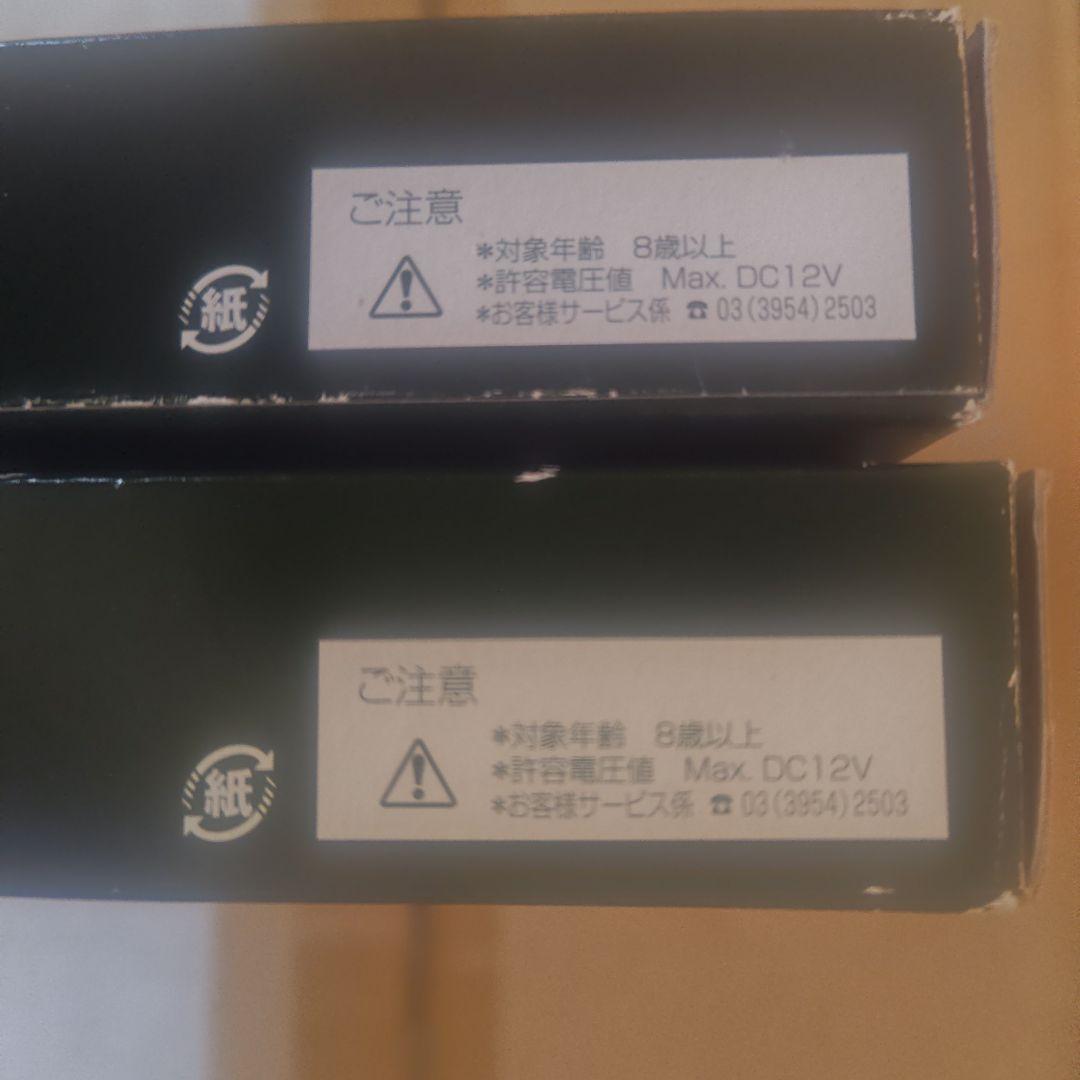 ご注意
*対象年齢 8歳以上
*許容電圧値 Max. DC12V
*お客様サービス係 ☎ 03(3954)2503
紙
ご注意
*対象年齢 8歳以上
*許容電圧値 Max. DC12V
*お客様サービス係 ☎ 03(3954)2503
紙